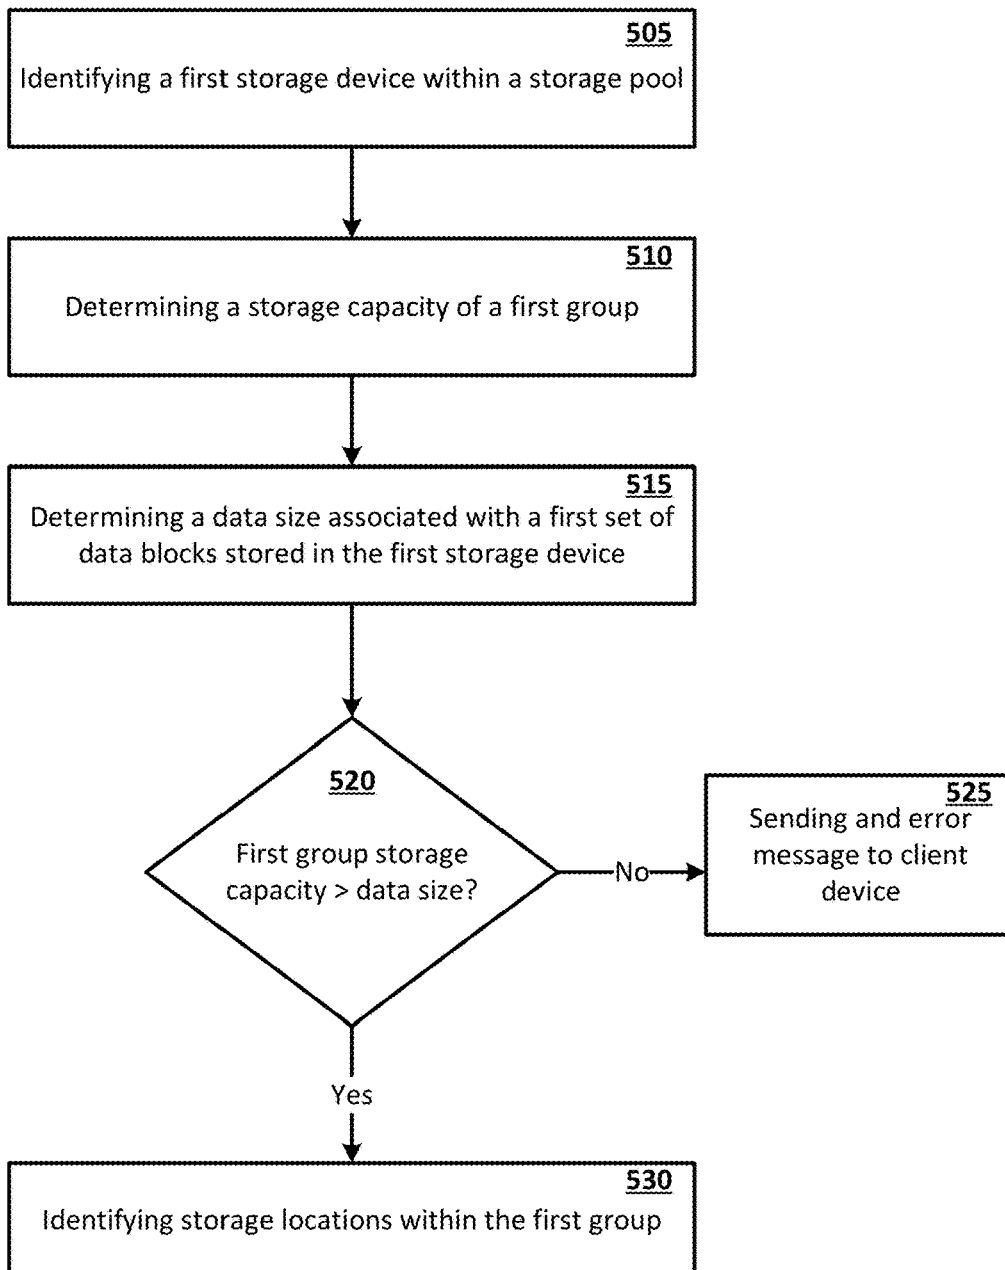 505
Identifying a first storage device within a storage pool
510
Determining a storage capacity of a first group
515
Determining a data size associated with a first set of
data blocks stored in the first storage device
520
First group storage
capacity > data size?
No
525
Sending and error
message to client
device
Yes
530
Identifying storage locations within the first group